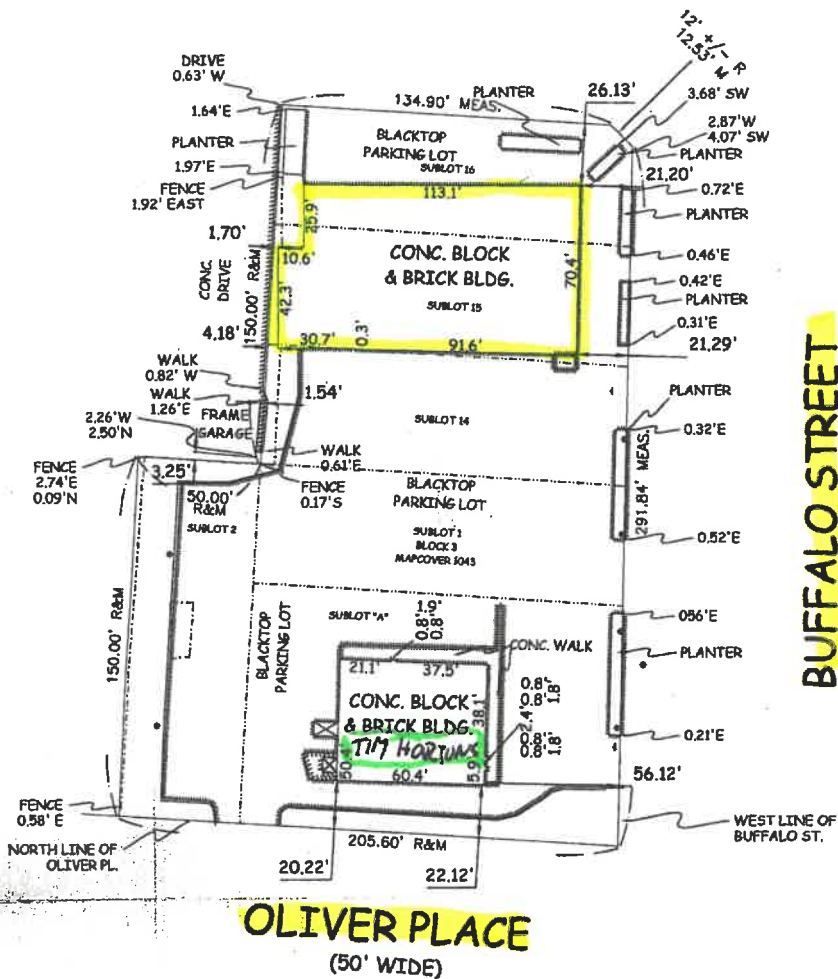 12' +/- R
12.53' M
DRIVE
0.63' W
134.90' MEAS.
PLANTER
26.13'
3.68' SW
1.64'E
2.87'W
4.07' SW
PLANTER
BLACKTOP
PARKING LOT
SUBLOT 16
PLANTER
21.20'
1.97'E
0.72'E
FENCE
1.92' EAST
113.1'
PLANTER
25.9'
1.70'
10.6'
CONC. BLOCK
& BRICK BLDG.
SUBLOT 15
70.4'
0.46'E
0.42'E
PLANTER
CONC.
DRIVE
150.00' R&M
42.3'
0.31'E
4.18'
30.7'
0.3'
91.6'
21.29'
WALK
0.82' W
WALK
1.26'E
1.54'
PLANTER
2.26'W
2.50'N
FRAME
GARAGE
SUBLOT 14
0.32'E
WALK
0.61'E
FENCE
2.74'E
0.09'N
3.25'
50.00'
R&M
SUBLOT 2
FENCE
0.17'S
BLACKTOP
PARKING LOT
291.84' MEAS.
SUBLOT 1
BLOCK 3
MAPCOVER 1043
0.52'E
BUFFALO STREET
150.00' R&M
BLACKTOP
PARKING LOT
SUBLOT "A"
1.9'
0.8'
0.8'
056'E
CONC. WALK
PLANTER
21.1'
37.5'
CONC. BLOCK
& BRICK BLDG.
38.1'
0.8'
0.8'
1.8'
2.4'
0.8'
0.8'
1.8'
TIM HORTONS
0.21'E
50.4'
60.4'
5.9'
56.12'
FENCE
0.58' E
NORTH LINE OF
OLIVER PL.
205.60' R&M
WEST LINE OF
BUFFALO ST.
20.22'
22.12'
OLIVER PLACE
(50' WIDE)